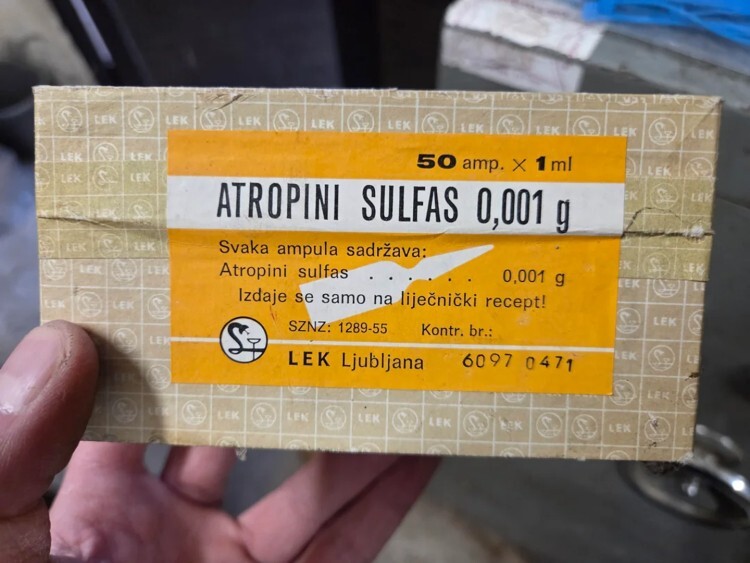 50 amp. × 1 ml
ATROPINI SULFAS 0,001 g
Svaka ampula sadržava:
Atropini sulfas . . . . . . 0,001 g
Izdaje se samo na liječnički recept!
SZNZ: 1289-55 Kontr. br.:
LEK Ljubljana 6097 0471